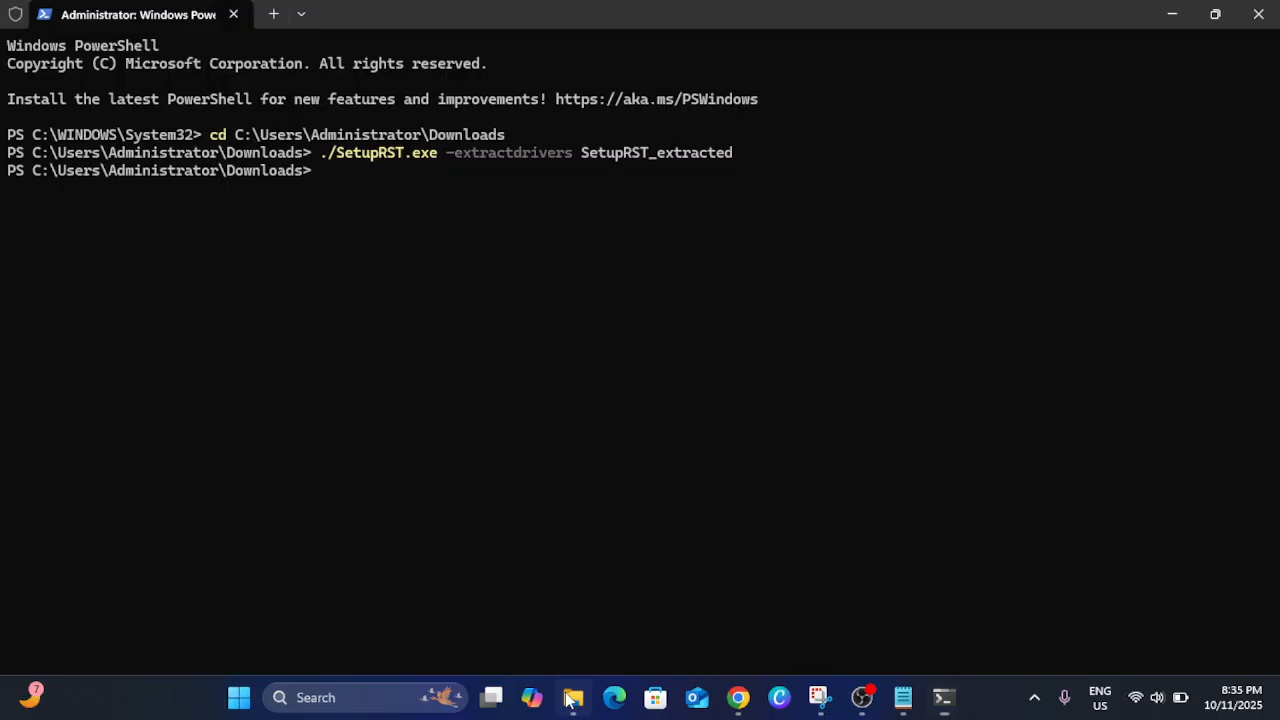 Administrator: Windows Powe
Windows PowerShell
Copyright (C) Microsoft Corporation. All rights reserved.
Install the latest PowerShell for new features and improvements! https://aka.ms/PSWindows
PS C:\WINDOWS\System32> cd C:\Users\Administrator\Downloads
PS C:\Users\Administrator\Downloads> ./SetupRST.exe -extractdrivers SetupRST_extracted
PS C:\Users\Administrator\Downloads>
7
Search
ENG
US
8:35 PM
10/11/2025